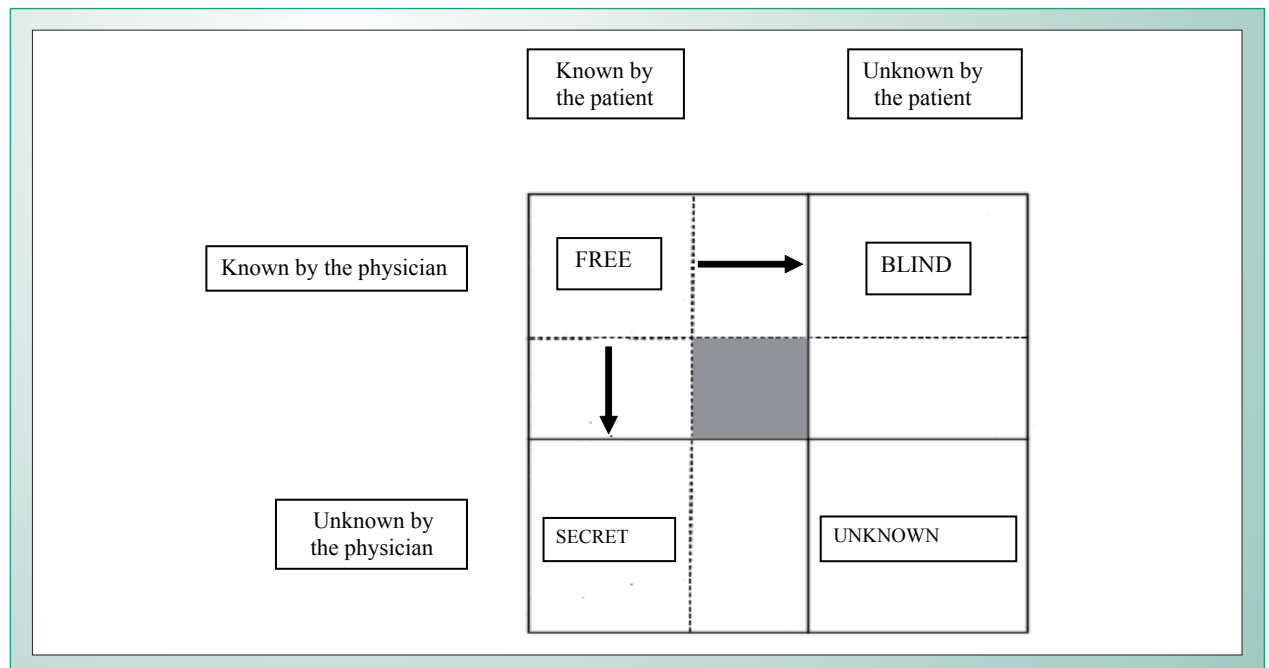 Known by
the patient
Unknown by
the patient
Known by the physician
FREE
BLIND
Unknown by
the physician
SECRET
UNKNOWN